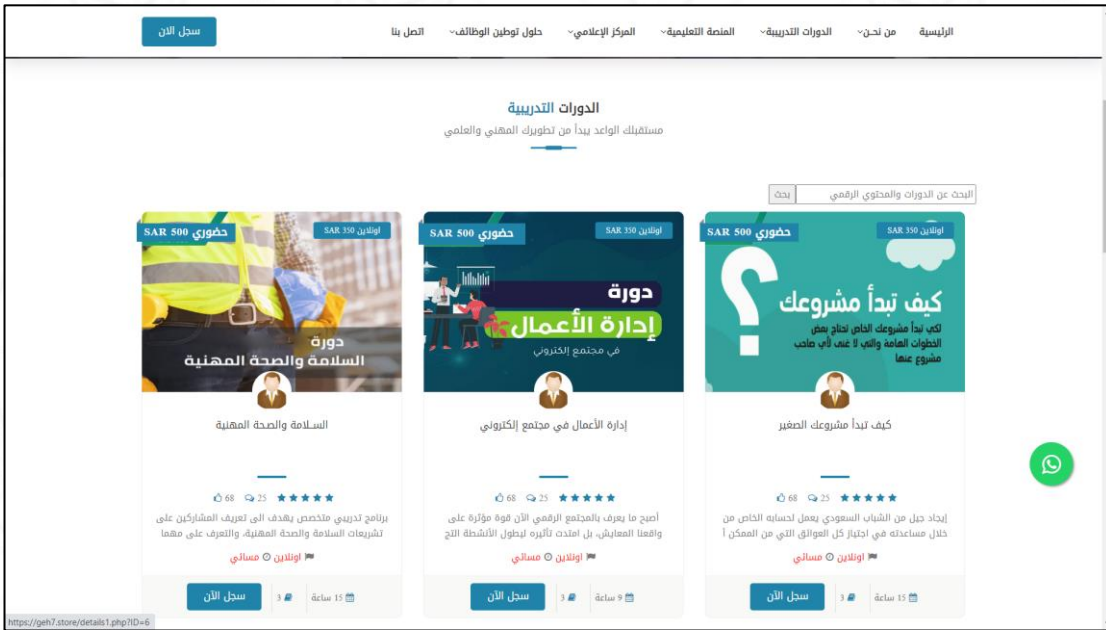 الرئيسية من نحـن الدورات التدريبية المنصة التعليمية المركز الإعلامي حلول توطين الوظائف اتصل بنا سجل الان
الدورات التدريبية
مستقبلك الواعد يبدأ من تطويرك المهني والعلمي
البحث عن الدورات والمحتوي الرقمي بحث
اونلاين 350 SAR
حضوري 500 SAR
كيف تبدأ مشروعك
لكي تبدأ مشروعك الخاص تحتاج بعض
الخطوات العامة والتي لا غنى لأي صاحب
مشروع عنها
؟
كيف تبدأ مشروعك الصغير
25 68
إيجاد جيل من الشباب السعودي يعمل لحسابه الخاص من
خلال مساعدته في اجتياز كل العوائق التي من الممكن أ
اونلاين مسائي
15 ساعة 3 سجل الآن
اونلاين 350 SAR
حضوري 500 SAR
دورة
إدارة الأعمال
في مجتمع إلكتروني
إدارة الأعمال في مجتمع إلكتروني
25 68
أصبح ما يعرف بالمجتمع الرقمي الآن قوة مؤثرة على
واقعنا المعايش، بل امتدت تأثيره ليطول الأنشطة التج
اونلاين مسائي
9 ساعة 3 سجل الآن
اونلاين 350 SAR
حضوري 500 SAR
دورة
السلامة والصحة المهنية
السـلامة والصحة المهنية
25 68
برنامج تدريبي متخصص يهدف الى تعريف المشاركين على
تشريعات السلامة والصحة المهنية، والتعرف على مهما
اونلاين مسائي
15 ساعة 3 سجل الآن
https://geh7.store/details1.php?ID=6